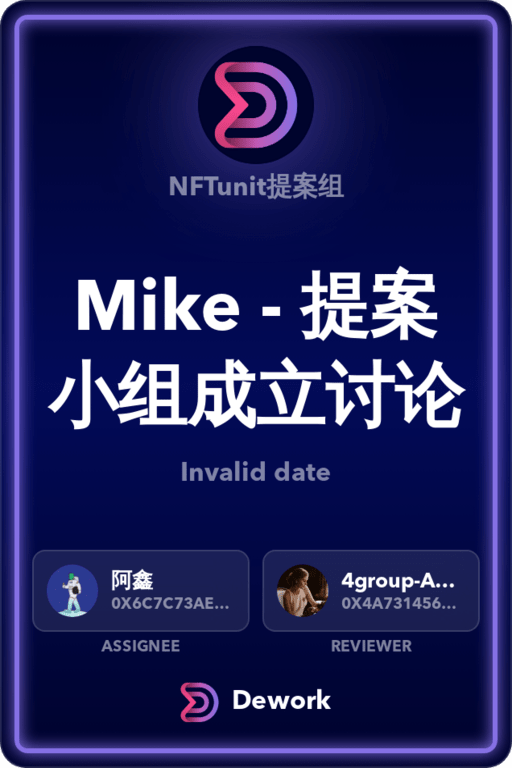 NFTunit提案组
Mike - 提案
小组成立讨论
Invalid date
阿鑫
0X6C7C73AE...
ASSIGNEE
4group-A...
0X4A731456...
REVIEWER
Dework